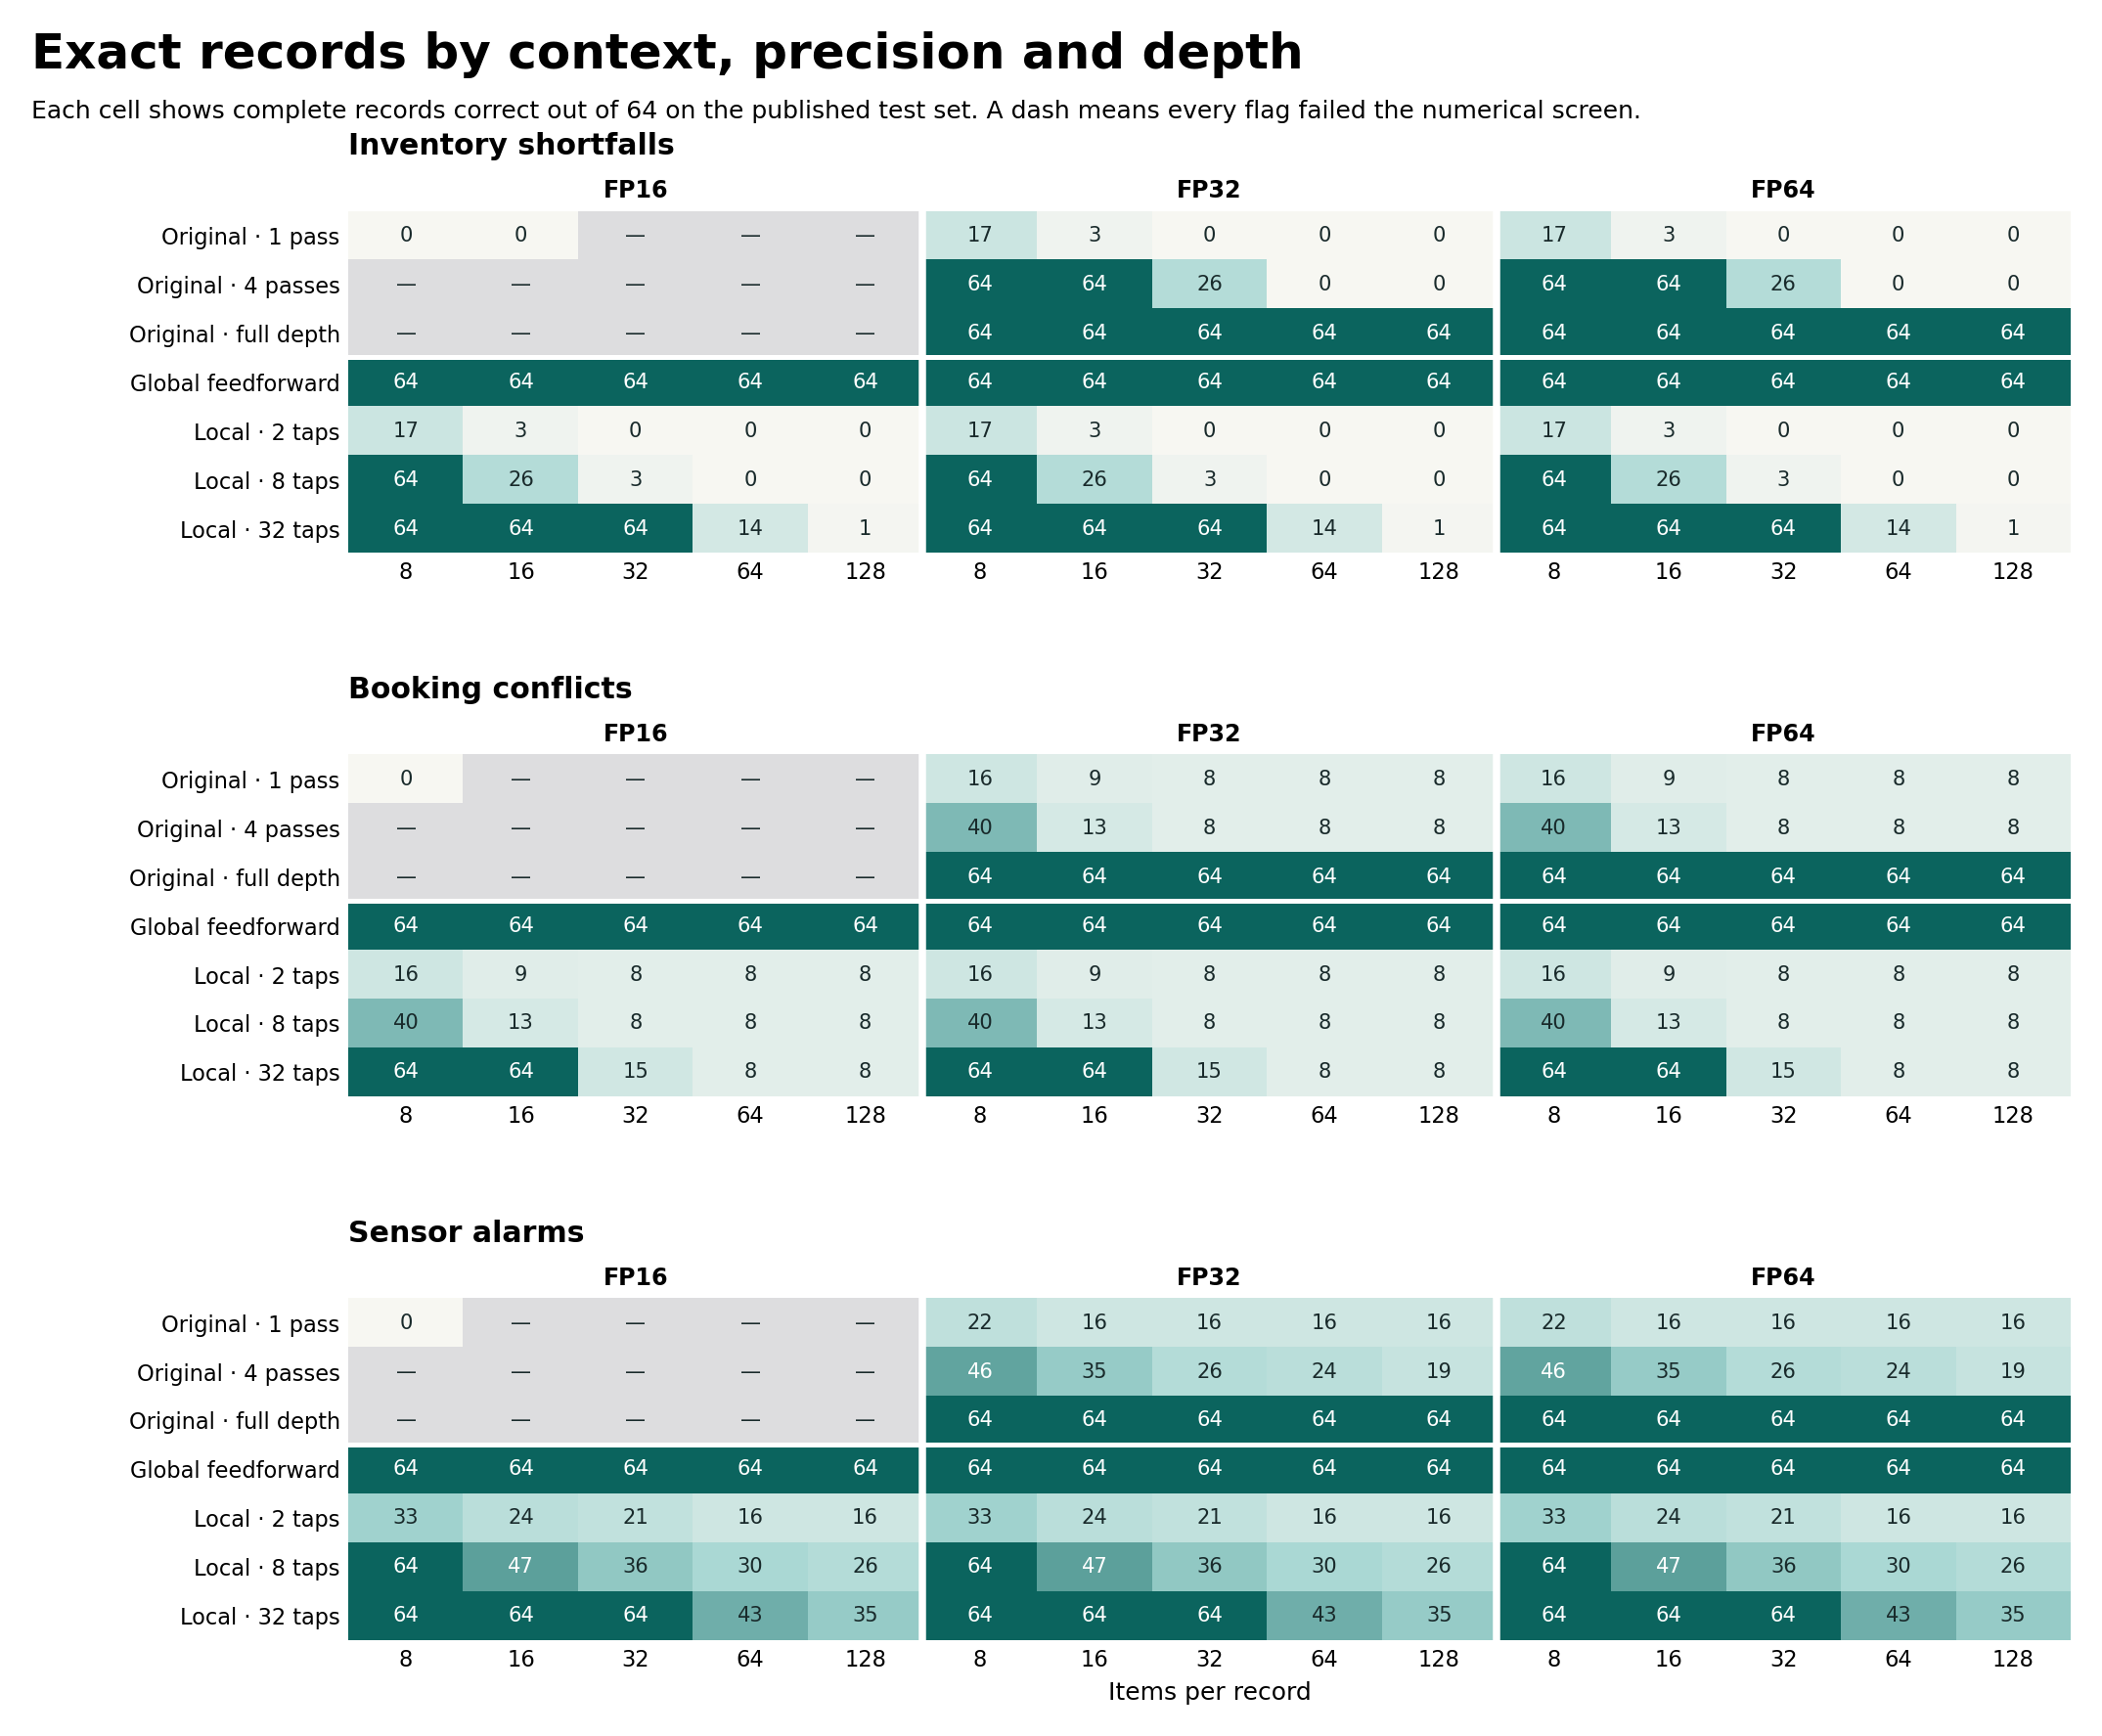 Exact records by context, precision and depth
Each cell shows complete records correct out of 64 on the published test set. A dash means every flag failed the numerical screen.
Inventory shortfalls
FP16 FP32 FP64
Original · 1 pass 0 0 — — — 17 3 0 0 0 17 3 0 0 0
Original · 4 passes — — — — — 64 64 26 0 0 64 64 26 0 0
Original · full depth — — — — — 64 64 64 64 64 64 64 64 64 64
Global feedforward 64 64 64 64 64 64 64 64 64 64 64 64 64 64 64
Local · 2 taps 17 3 0 0 0 17 3 0 0 0 17 3 0 0 0
Local · 8 taps 64 26 3 0 0 64 26 3 0 0 64 26 3 0 0
Local · 32 taps 64 64 64 14 1 64 64 64 14 1 64 64 64 14 1
8 16 32 64 128 8 16 32 64 128 8 16 32 64 128
Booking conflicts
FP16 FP32 FP64
Original · 1 pass 0 — — — — 16 9 8 8 8 16 9 8 8 8
Original · 4 passes — — — — — 40 13 8 8 8 40 13 8 8 8
Original · full depth — — — — — 64 64 64 64 64 64 64 64 64 64
Global feedforward 64 64 64 64 64 64 64 64 64 64 64 64 64 64 64
Local · 2 taps 16 9 8 8 8 16 9 8 8 8 16 9 8 8 8
Local · 8 taps 40 13 8 8 8 40 13 8 8 8 40 13 8 8 8
Local · 32 taps 64 64 15 8 8 64 64 15 8 8 64 64 15 8 8
8 16 32 64 128 8 16 32 64 128 8 16 32 64 128
Sensor alarms
FP16 FP32 FP64
Original · 1 pass 0 — — — — 22 16 16 16 16 22 16 16 16 16
Original · 4 passes — — — — — 46 35 26 24 19 46 35 26 24 19
Original · full depth — — — — — 64 64 64 64 64 64 64 64 64 64
Global feedforward 64 64 64 64 64 64 64 64 64 64 64 64 64 64 64
Local · 2 taps 33 24 21 16 16 33 24 21 16 16 33 24 21 16 16
Local · 8 taps 64 47 36 30 26 64 47 36 30 26 64 47 36 30 26
Local · 32 taps 64 64 64 43 35 64 64 64 43 35 64 64 64 43 35
8 16 32 64 128 8 16 32 64 128 8 16 32 64 128
Items per record